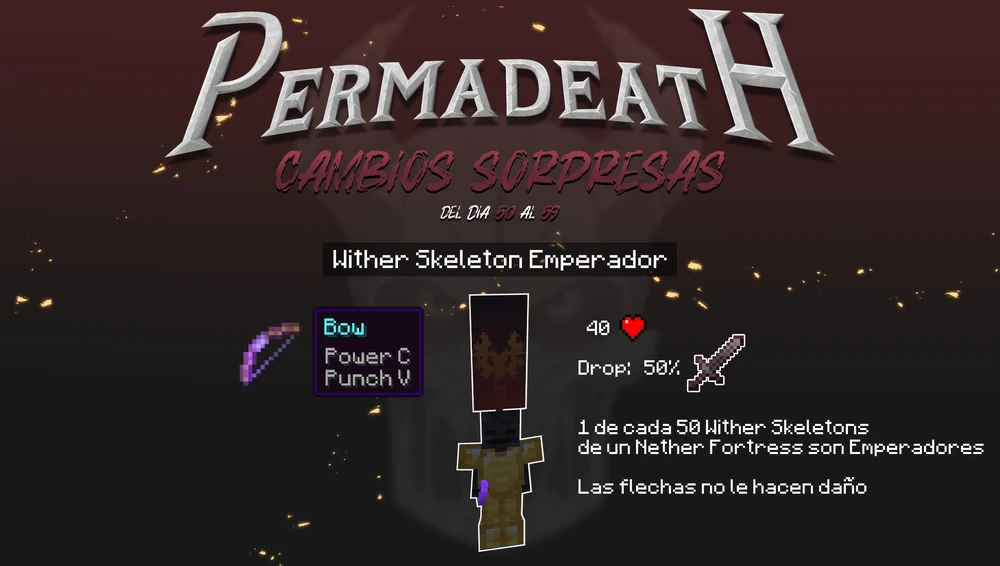 PERMADEATH
CAMBIOS SORPRESAS
DEL DÍA 50 AL 59
Wither Skeleton Emperador
Bow
Power C
Punch V
40
Drop: 50%
1 de cada 50 Wither Skeletons
de un Nether Fortress son Emperadores
Las flechas no le hacen daño